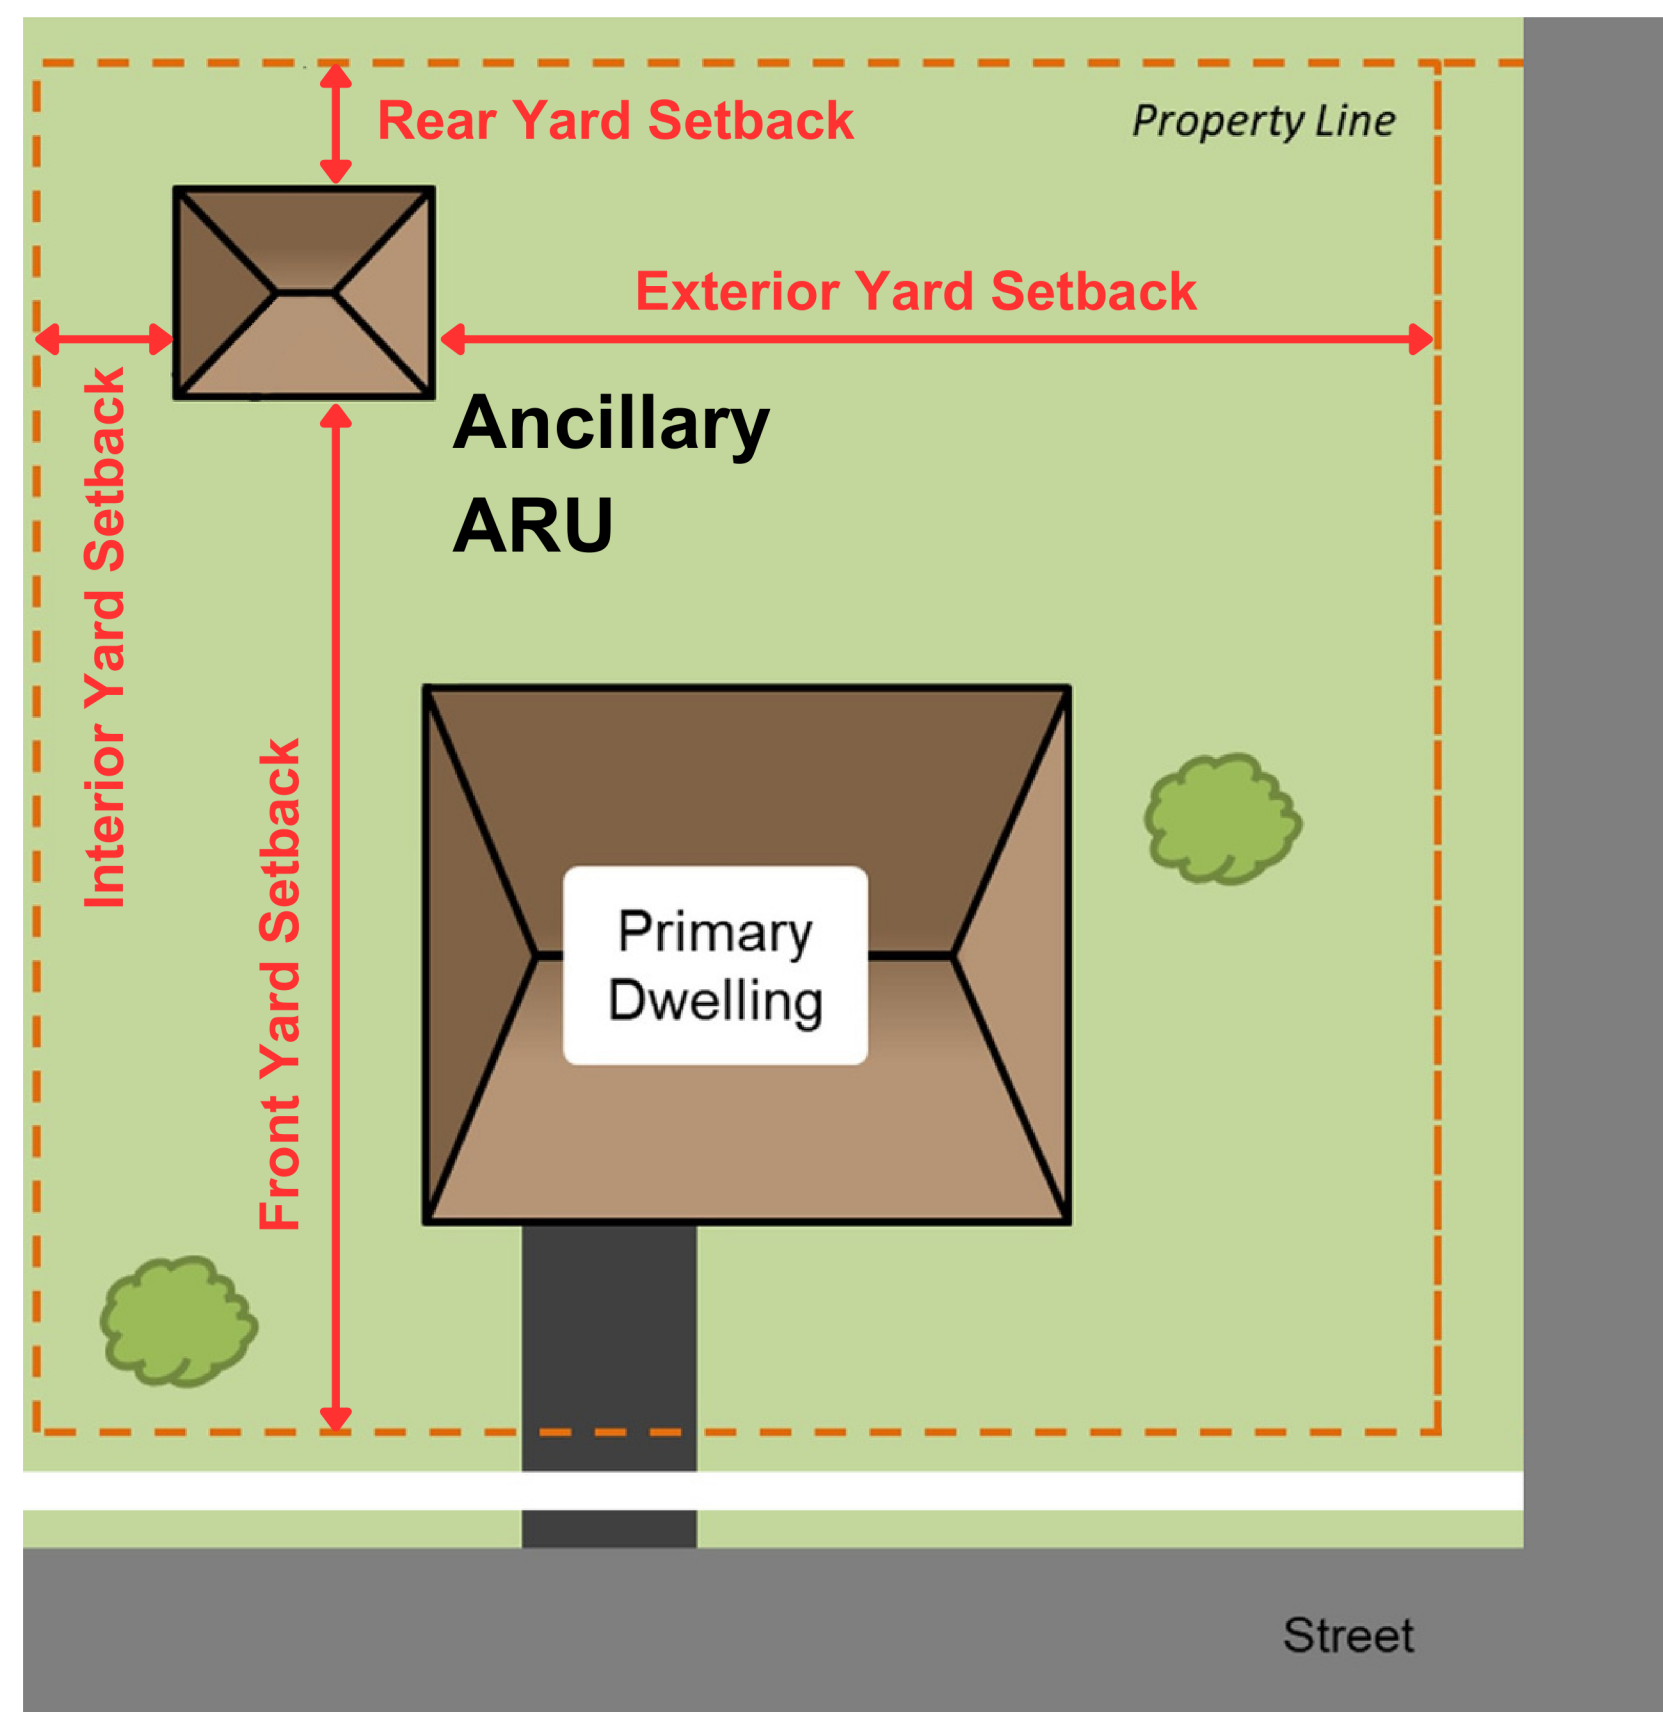 Rear Yard Setback
Property Line
Exterior Yard Setback
Interior Yard Setback
Ancillary
ARU
Front Yard Setback
Primary
Dwelling
Street